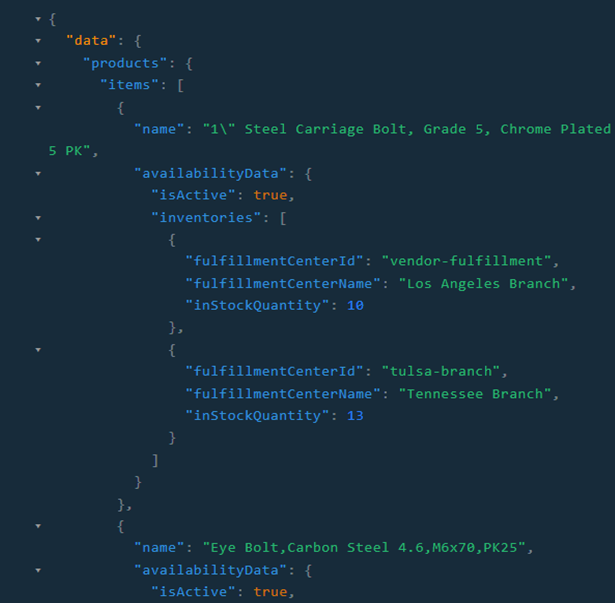 {
"data": {
"products": {
"items": [
{
"name": "1\" Steel Carriage Bolt, Grade 5, Chrome Plated
5 PK",
"availabilityData": {
"isActive": true,
"inventories": [
{
"fulfillmentCenterId": "vendor-fulfillment",
"fulfillmentCenterName": "Los Angeles Branch",
"inStockQuantity": 10
},
{
"fulfillmentCenterId": "tulsa-branch",
"fulfillmentCenterName": "Tennessee Branch",
"inStockQuantity": 13
}
]
}
},
{
"name": "Eye Bolt,Carbon Steel 4.6,M6x70,PK25",
"availabilityData": {
"isActive": true,